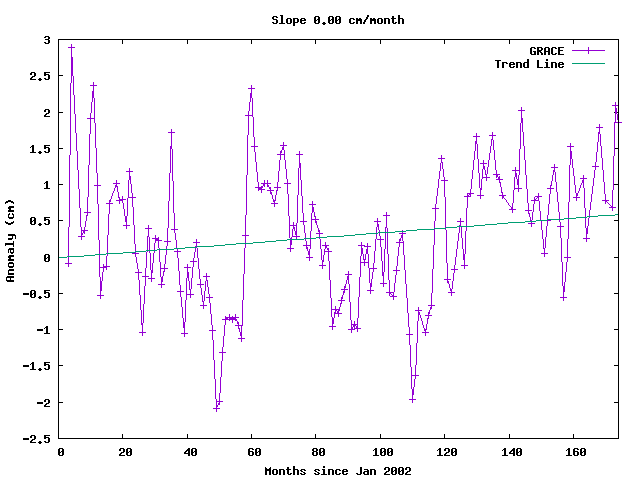 Slope 0.00 cm/month
GRACE
Trend Line
3
2.5
2
1.5
1
0.5
0
-0.5
-1
-1.5
-2
-2.5
Anomaly (cm)
0 20 40 60 80 100 120 140 160
Months since Jan 2002